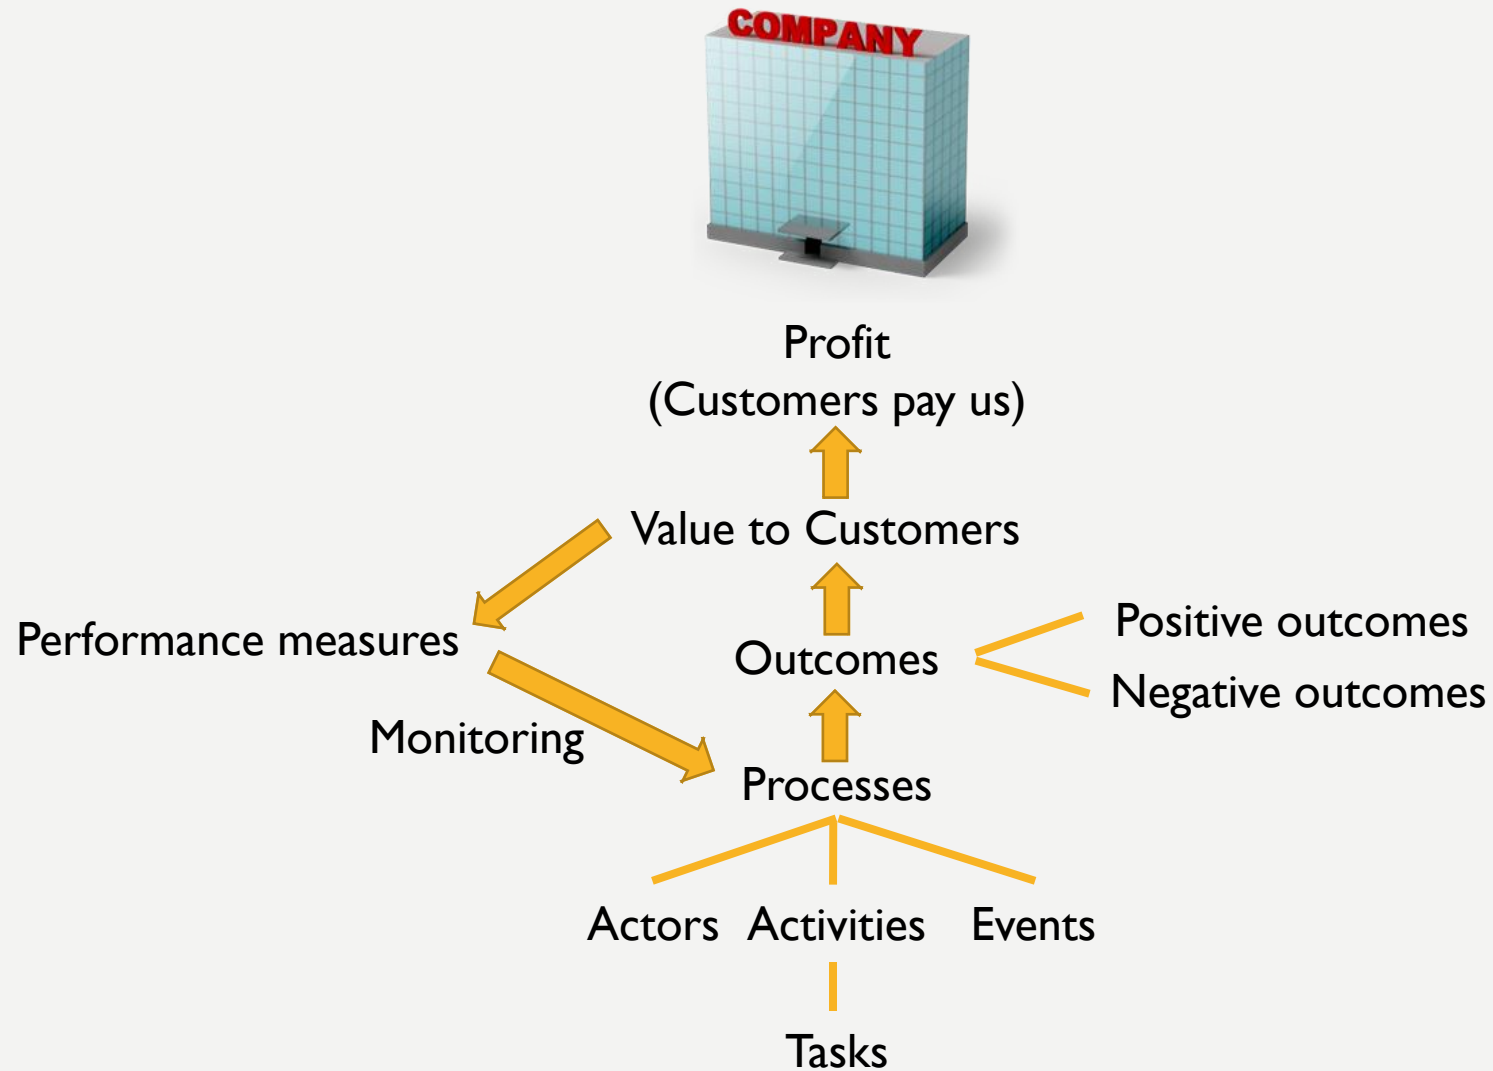 COMPANY
Profit
(Customers pay us)
Value to Customers
Performance measures
Outcomes
Positive outcomes
Negative outcomes
Monitoring
Processes
Actors
Activities
Events
Tasks